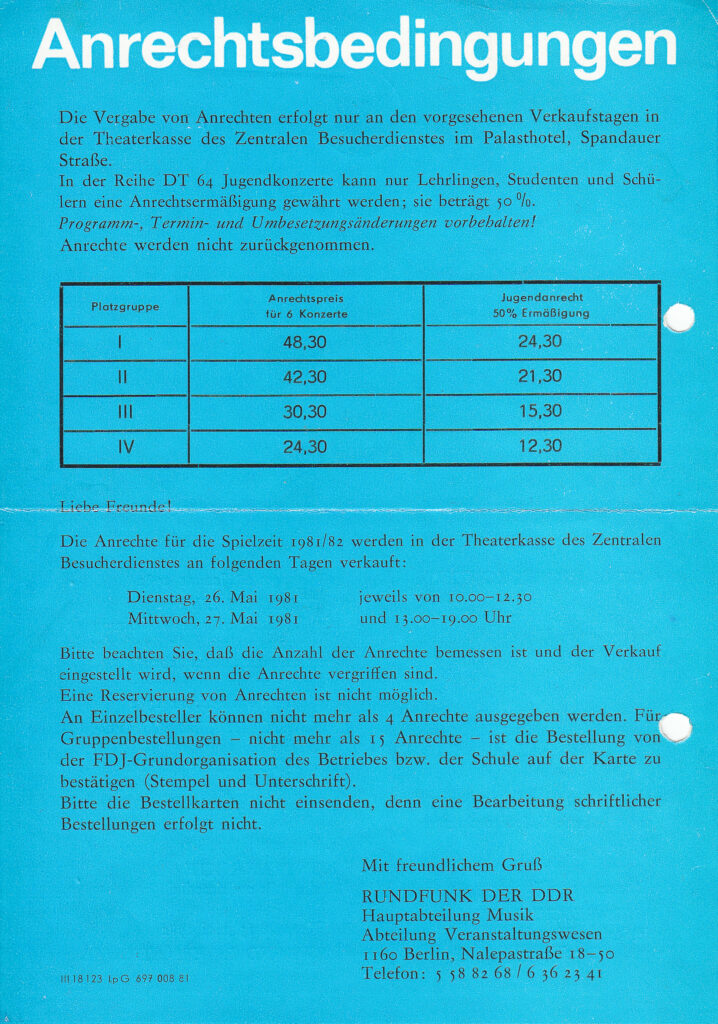 Anrechtsbedingungen
Die Vergabe von Anrechten erfolgt nur an den vorgesehenen Verkaufstagen in
der Theaterkasse des Zentralen Besucherdienstes im Palasthotel, Spandauer
Straße.
In der Reihe DT 64 Jugendkonzerte kann nur Lehrlingen, Studenten und Schü-
lern eine Anrechtsermäßigung gewährt werden; sie beträgt 50 %.
Programm-, Termin- und Umbesetzungsänderungen vorbehalten!
Anrechte werden nicht zurückgenommen.
Platzgruppe Anrechtspreis für 6 Konzerte Jugendanrecht 50% Ermäßigung
I 48,30 24,30
II 42,30 21,30
III 30,30 15,30
IV 24,30 12,30
Liebe Freunde!
Die Anrechte für die Spielzeit 1981/82 werden in der Theaterkasse des Zentralen
Besucherdienstes an folgenden Tagen verkauft:
Dienstag, 26. Mai 1981 jeweils von 10.00–12.30
Mittwoch, 27. Mai 1981 und 13.00–19.00 Uhr
Bitte beachten Sie, daß die Anzahl der Anrechte bemessen ist und der Verkauf
eingestellt wird, wenn die Anrechte vergriffen sind.
Eine Reservierung von Anrechten ist nicht möglich.
An Einzelbesteller können nicht mehr als 4 Anrechte ausgegeben werden. Für
Gruppenbestellungen – nicht mehr als 15 Anrechte – ist die Bestellung von
der FDJ-Grundorganisation des Betriebes bzw. der Schule auf der Karte zu
bestätigen (Stempel und Unterschrift).
Bitte die Bestellkarten nicht einsenden, denn eine Bearbeitung schriftlicher
Bestellungen erfolgt nicht.
Mit freundlichem Gruß
RUNDFUNK DER DDR
Hauptabteilung Musik
Abteilung Veranstaltungswesen
1160 Berlin, Nalepastraße 18–50
Telefon: 5 58 82 68 / 6 36 23 41
III 18 123 LpG 697 008 81